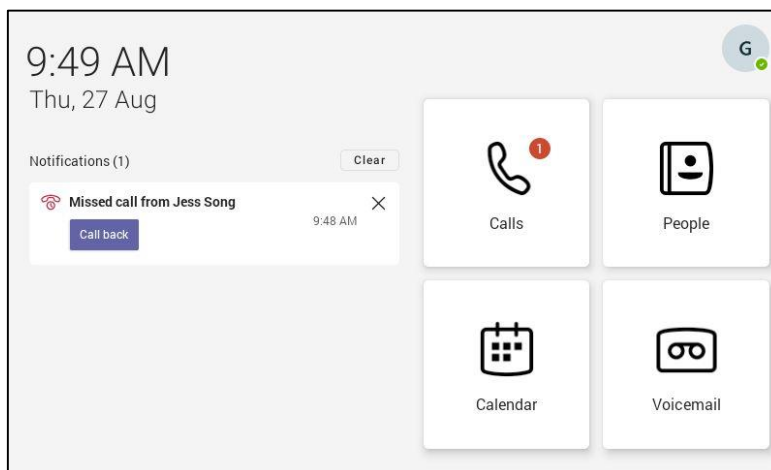 9:49 AM
Thu, 27 Aug
G
Notifications (1)
Clear
Missed call from Jess Song
9:48 AM
Call back
1
Calls
People
Calendar
Voicemail